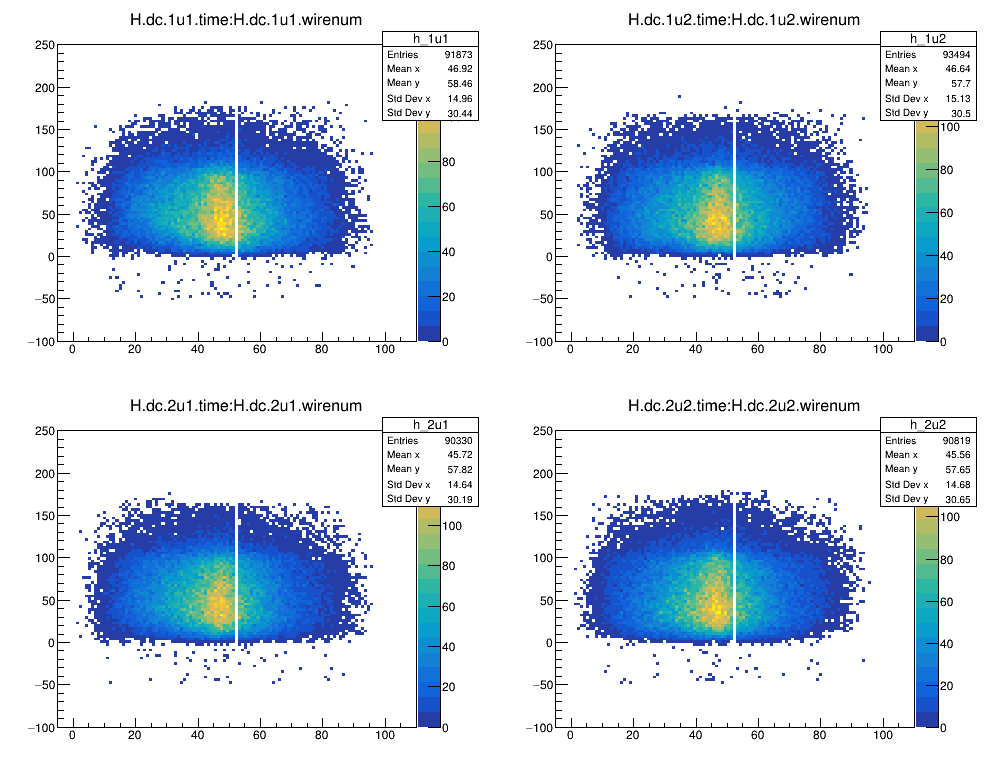 H.dc.1u1.time:H.dc.1u1.wirenum
h_1u1
Entries 91873
Mean x 46.92
Mean y 58.46
Std Dev x 14.96
Std Dev y 30.44
250
200
150
100
50
0
−50
−100
0 20 40 60 80 100
80
60
40
20
0
H.dc.1u2.time:H.dc.1u2.wirenum
h_1u2
Entries 93494
Mean x 46.64
Mean y 57.7
Std Dev x 15.13
Std Dev y 30.5
250
200
150
100
50
0
−50
−100
0 20 40 60 80 100
100
80
60
40
20
0
H.dc.2u1.time:H.dc.2u1.wirenum
h_2u1
Entries 90330
Mean x 45.72
Mean y 57.82
Std Dev x 14.64
Std Dev y 30.19
250
200
150
100
50
0
−50
−100
0 20 40 60 80 100
100
80
60
40
20
0
H.dc.2u2.time:H.dc.2u2.wirenum
h_2u2
Entries 90819
Mean x 45.56
Mean y 57.65
Std Dev x 14.68
Std Dev y 30.65
250
200
150
100
50
0
−50
−100
0 20 40 60 80 100
100
80
60
40
20
0